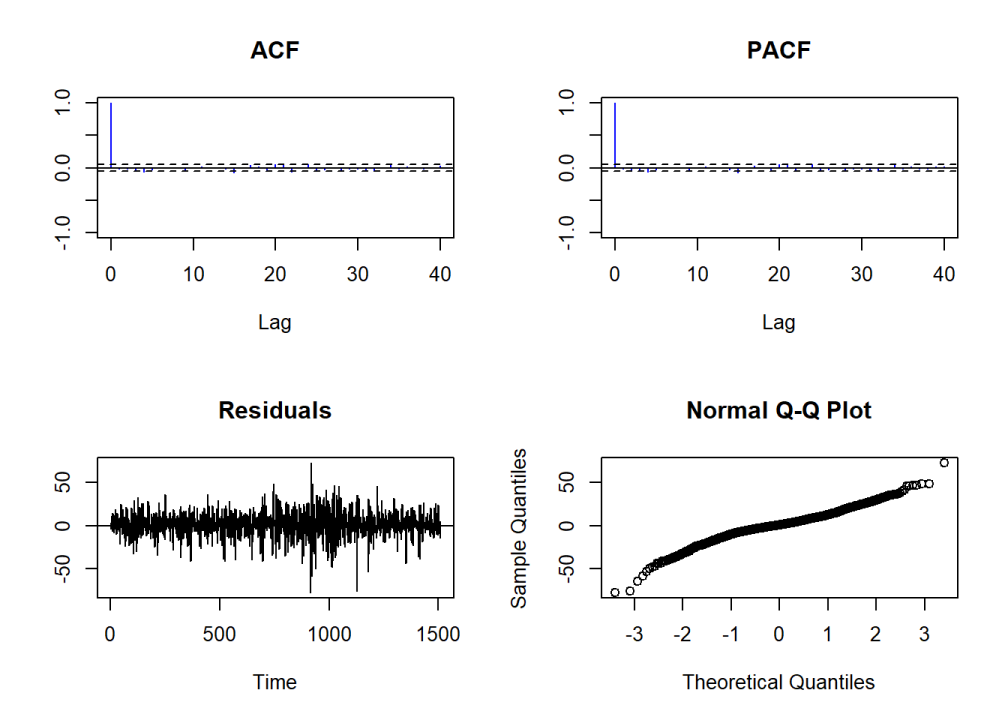 ACF
1.0
0.0
-1.0
0 10 20 30 40
Lag
PACF
1.0
0.0
-1.0
0 10 20 30 40
Lag
Residuals
50
0
-50
0 500 1000 1500
Time
Normal Q-Q Plot
Sample Quantiles
50
0
-50
-3 -2 -1 0 1 2 3
Theoretical Quantiles